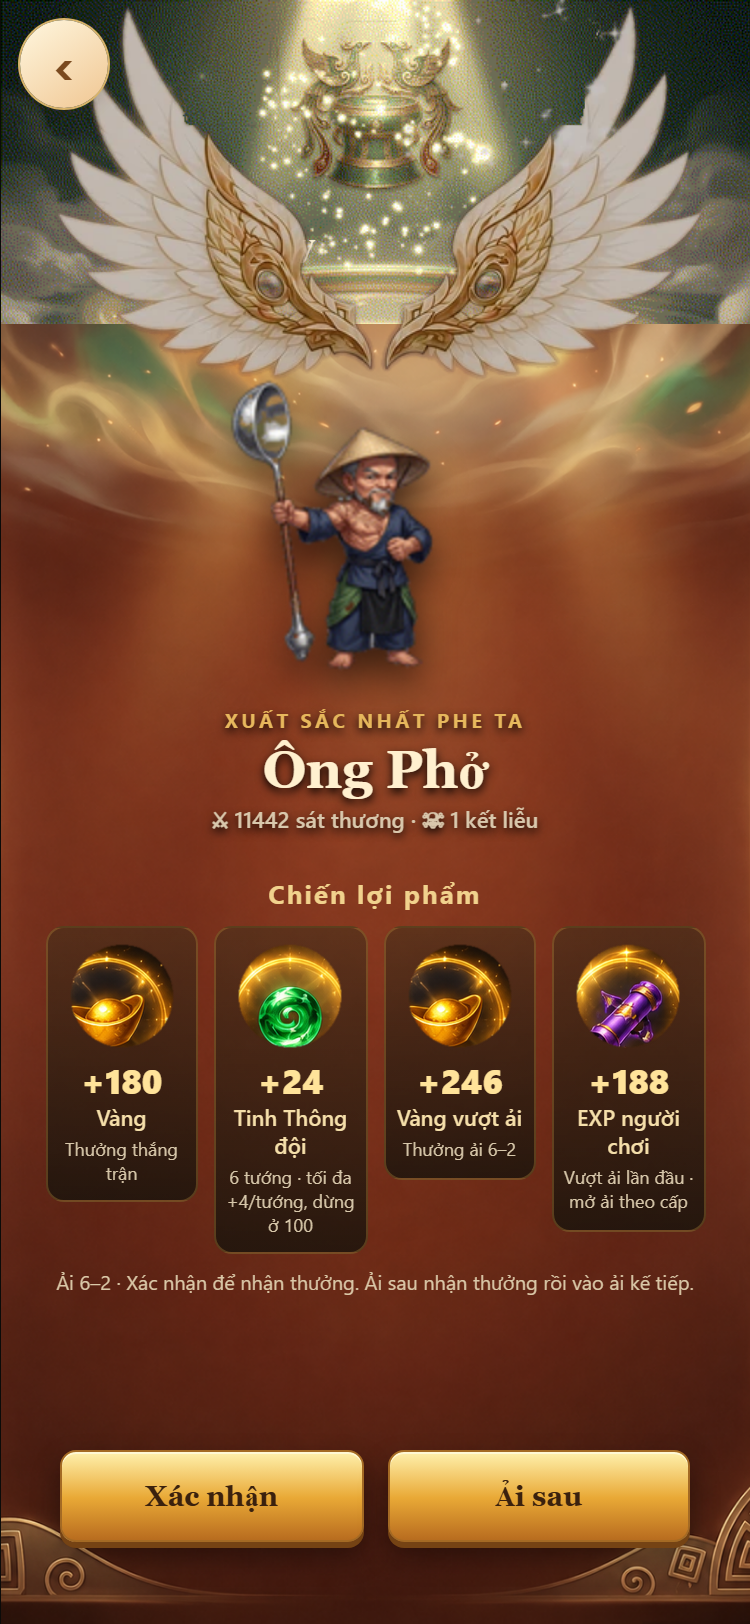 XUẤT SẮC NHẤT PHE TA
Ông Phở
11442 sát thương · 1 kết liễu
Chiến lợi phẩm
+180
Vàng
Thưởng thắng
trận
+24
Tinh Thông
đội
6 tướng · tối đa
+4/tướng, dừng
ở 100
+246
Vàng vượt ải
Thưởng ải 6–2
+188
EXP người
chơi
Vượt ải lần đầu ·
mở ải theo cấp
Ải 6–2 · Xác nhận để nhận thưởng. Ải sau nhận thưởng rồi vào ải kế tiếp.
Xác nhận
Ải sau